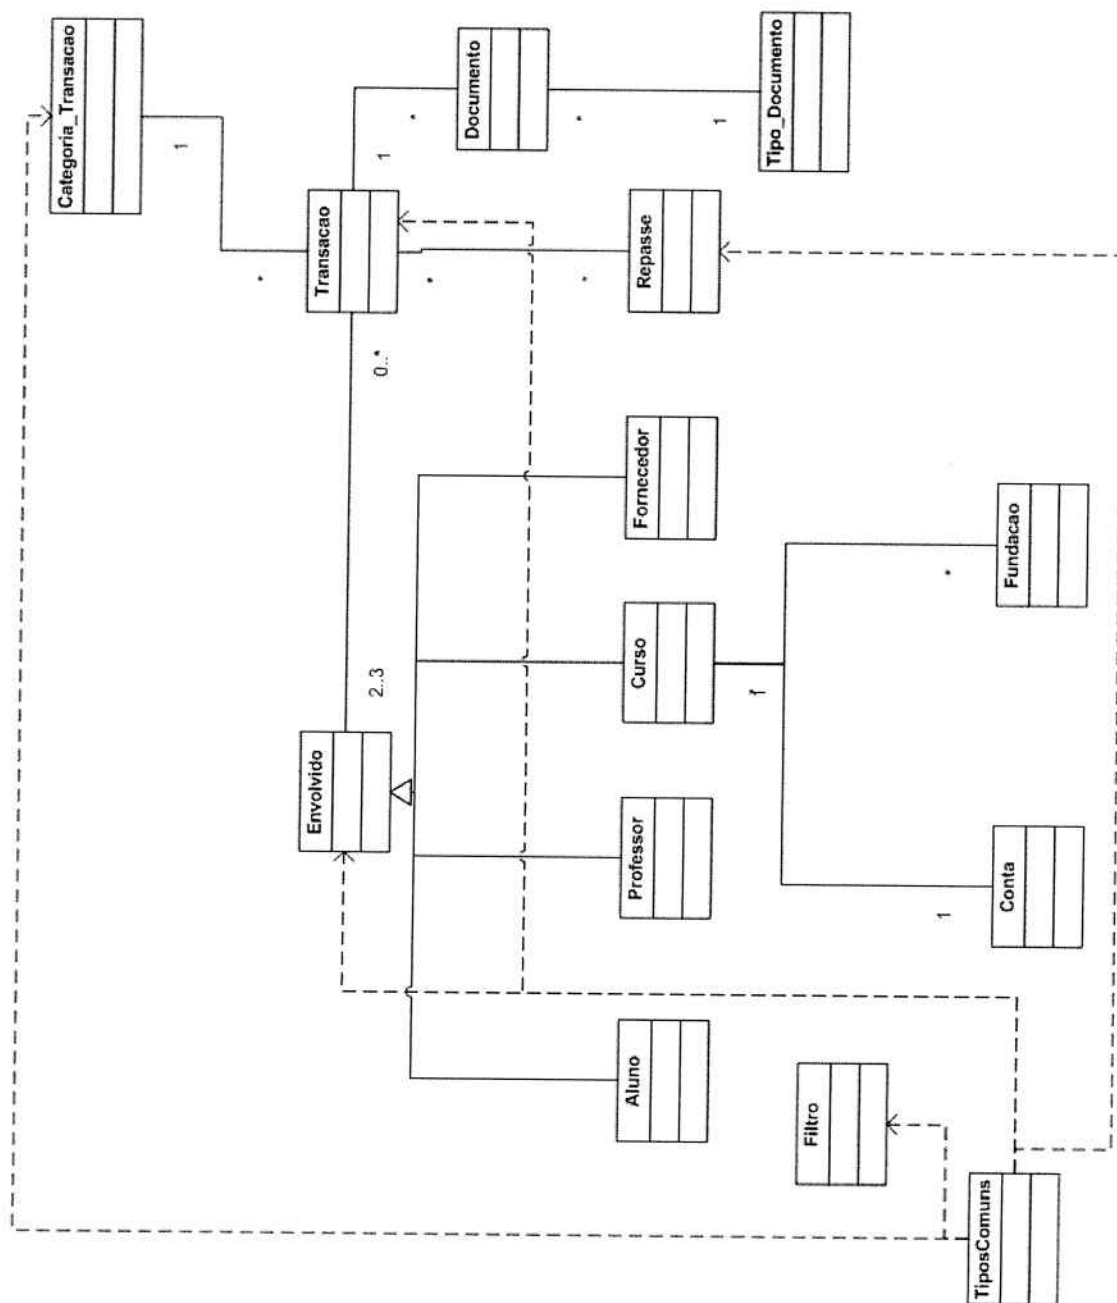 Categoria_Transacao
1
*
Envolvido
Transacao
2..3
0..*
1
*
*
Documento
*
*
Aluno
Professor
Curso
Fornecedor
Repasse
1
1
Tipo_Documento
Filtro
1
*
TiposComuns
Conta
Fundacao